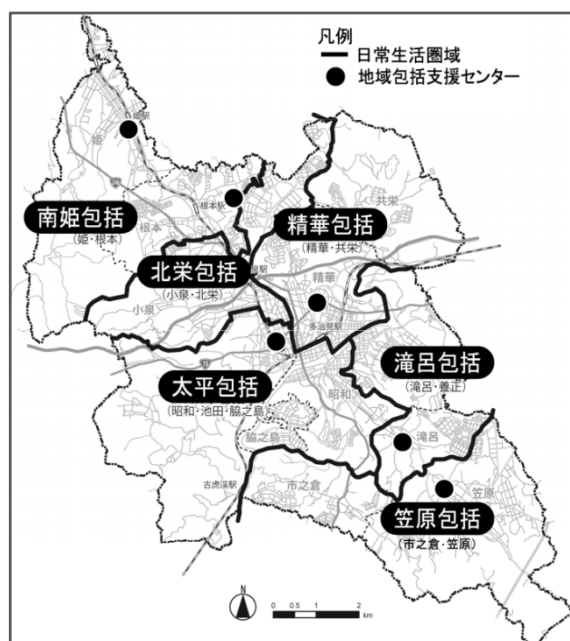 凡例
日常生活圏域
地域包括支援センター
姫
根本駅
共栄
南姫包括
(姫・根本)
根本
精華包括
(精華・共栄)
北栄包括
(小泉・北栄)
小泉
精華
多治見駅
太平包括
(昭和・池田・脇之島)
昭和
滝呂包括
(滝呂・養正)
脇之島
滝呂
古虎渓駅
市之倉
笠原
笠原包括
(市之倉・笠原)
N
0 0.5 1 2
km